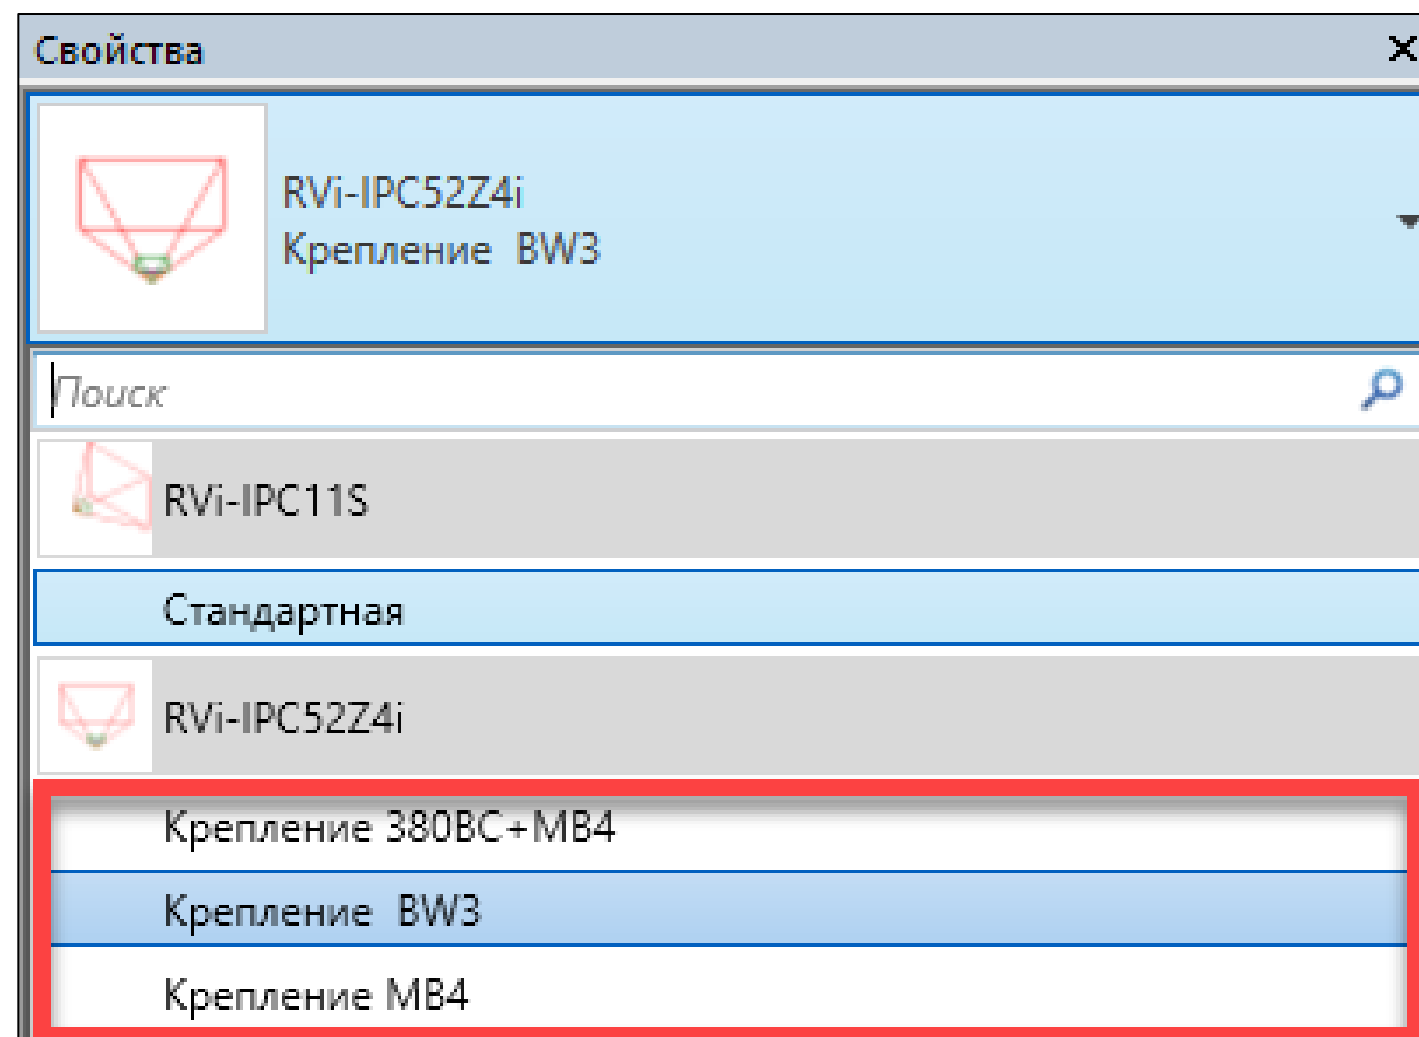 Свойства
RVi-IPC52Z4i
Крепление  BW3
Поиск
RVi-IPC11S
Стандартная
RVi-IPC52Z4i
Крепление 380BC+MB4
Крепление  BW3
Крепление MB4